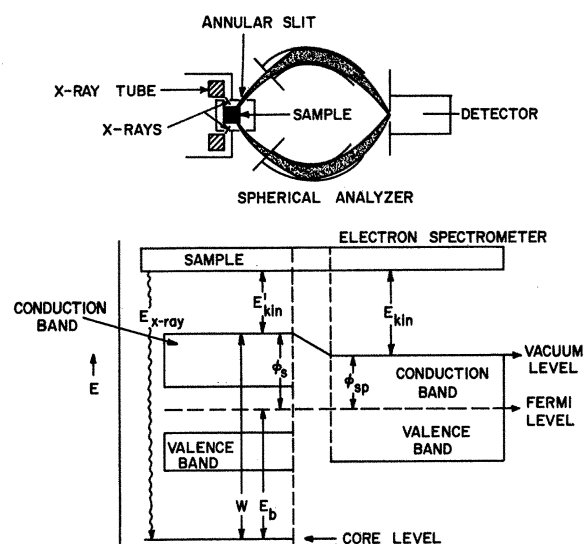 ANNULAR SLIT
X-RAY TUBE
X-RAYS
SAMPLE
DETECTOR
SPHERICAL ANALYZER
ELECTRON SPECTROMETER
SAMPLE
CONDUCTION
BAND
E x-ray
E'kin
Ekin
E
ϕs
ϕsp
CONDUCTION
BAND
VACUUM
LEVEL
FERMI
LEVEL
VALENCE
BAND
VALENCE
BAND
W
Eb
CORE LEVEL